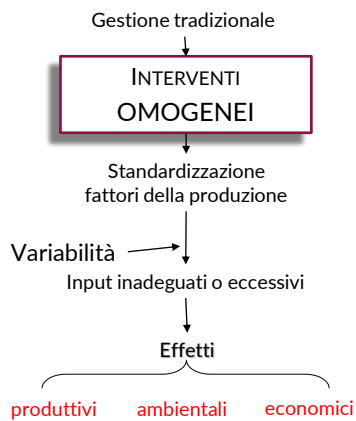 Gestione tradizionale
INTERVENTI
OMOGENEI
Standardizzazione
fattori della produzione
Variabilità
Input inadeguati o eccessivi
Effetti
produttivi ambientali economici